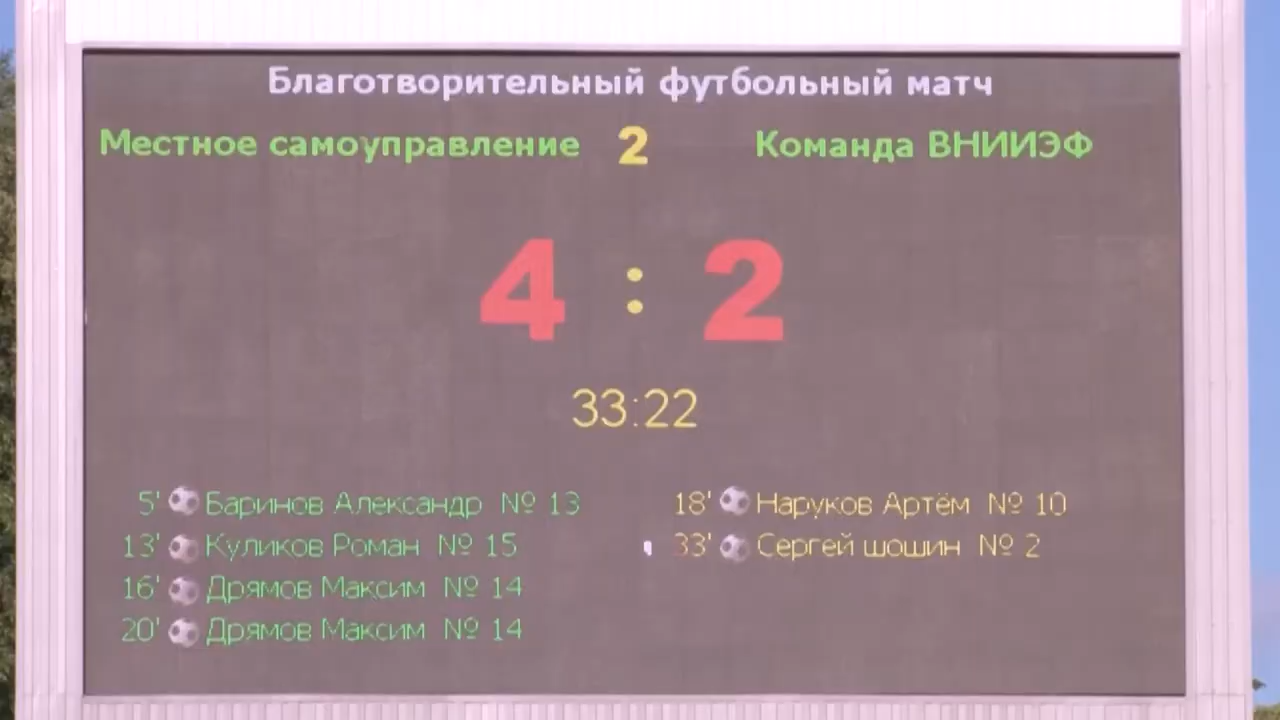 Благотворительный футбольный матч
Местное самоуправление 2 Команда ВНИИЭФ
4 : 2
33:22
5' Баринов Александр № 13 18' Наруков Артём № 10
13' Куликов Роман № 15 33' Сергей шошин № 2
16' Дрямов Максим № 14
20' Дрямов Максим № 14